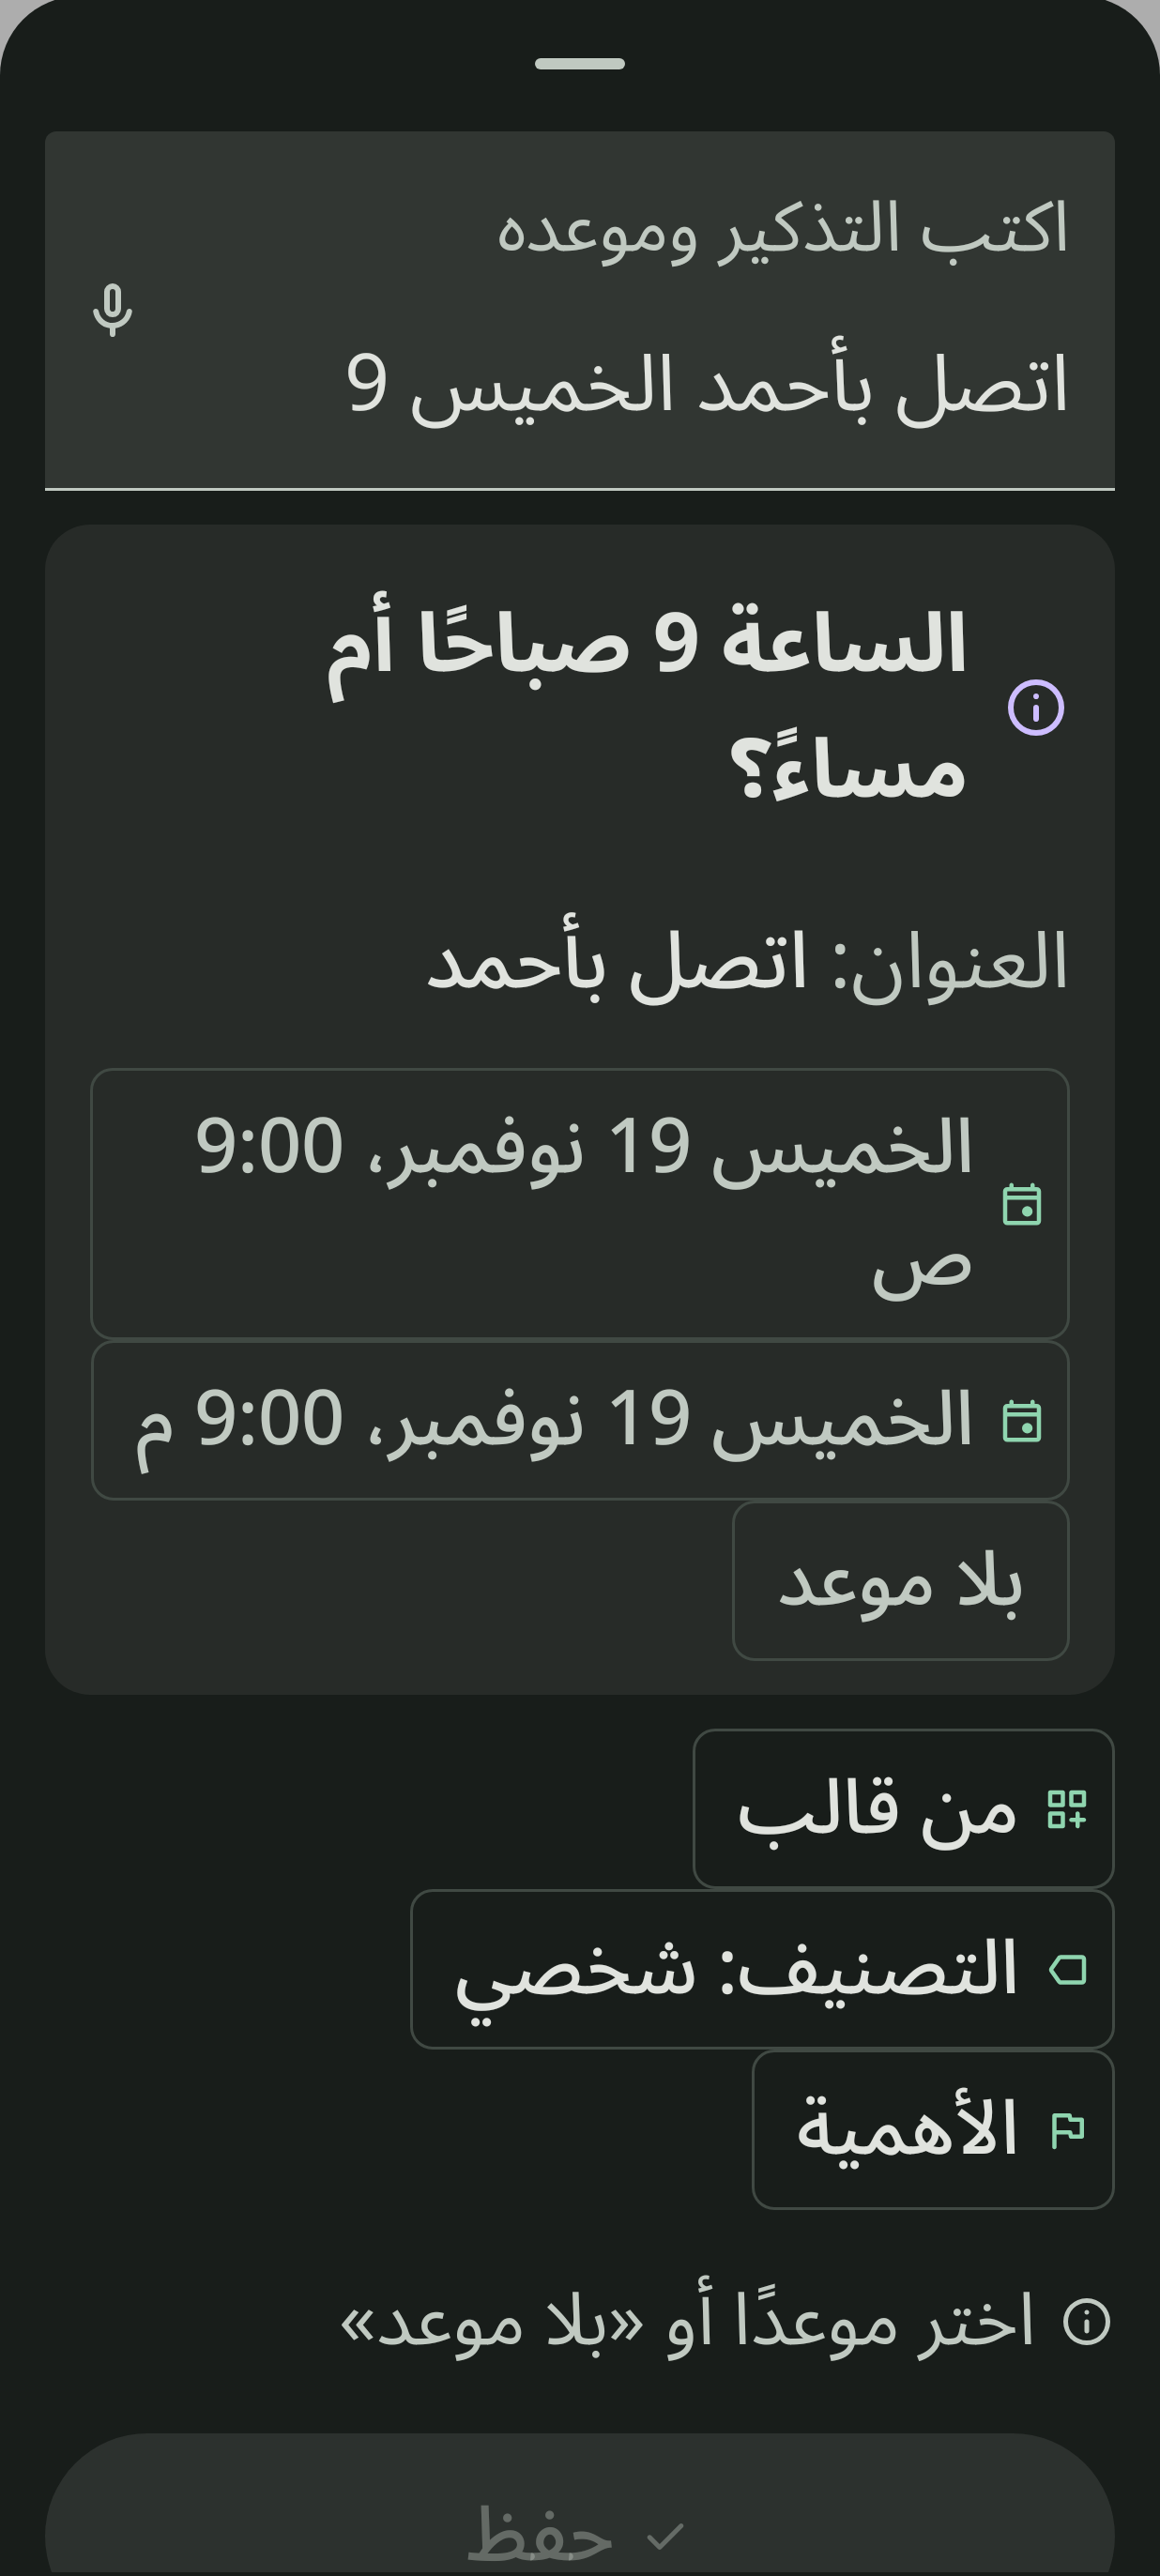 اكتب التذكير وموعده
اتصل بأحمد الخميس 9
الساعة 9 صباحًا أم
مساءً؟
العنوان: اتصل بأحمد
الخميس 19 نوفمبر، 9:00
ص
الخميس 19 نوفمبر، 9:00 م
بلا موعد
من قالب
التصنيف: شخصي
الأهمية
اختر موعدًا أو «بلا موعد»
حفظ